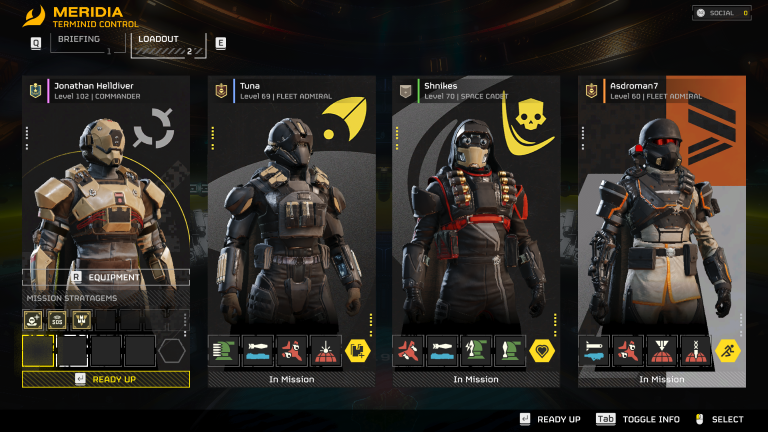 MERIDIA
TERMINID CONTROL
SOCIAL 0
Q BRIEFING 1 LOADOUT 2 E
Jonathan Helldiver
Level 102 | COMMANDER
Tuna
Level 69 | FLEET ADMIRAL
Shnikes
Level 70 | SPACE CADET
Asdroman7
Level 60 | FLEET ADMIRAL
R EQUIPMENT
MISSION STRATAGEMS
SOS
READY UP
In Mission
In Mission
In Mission
READY UP Tab TOGGLE INFO SELECT